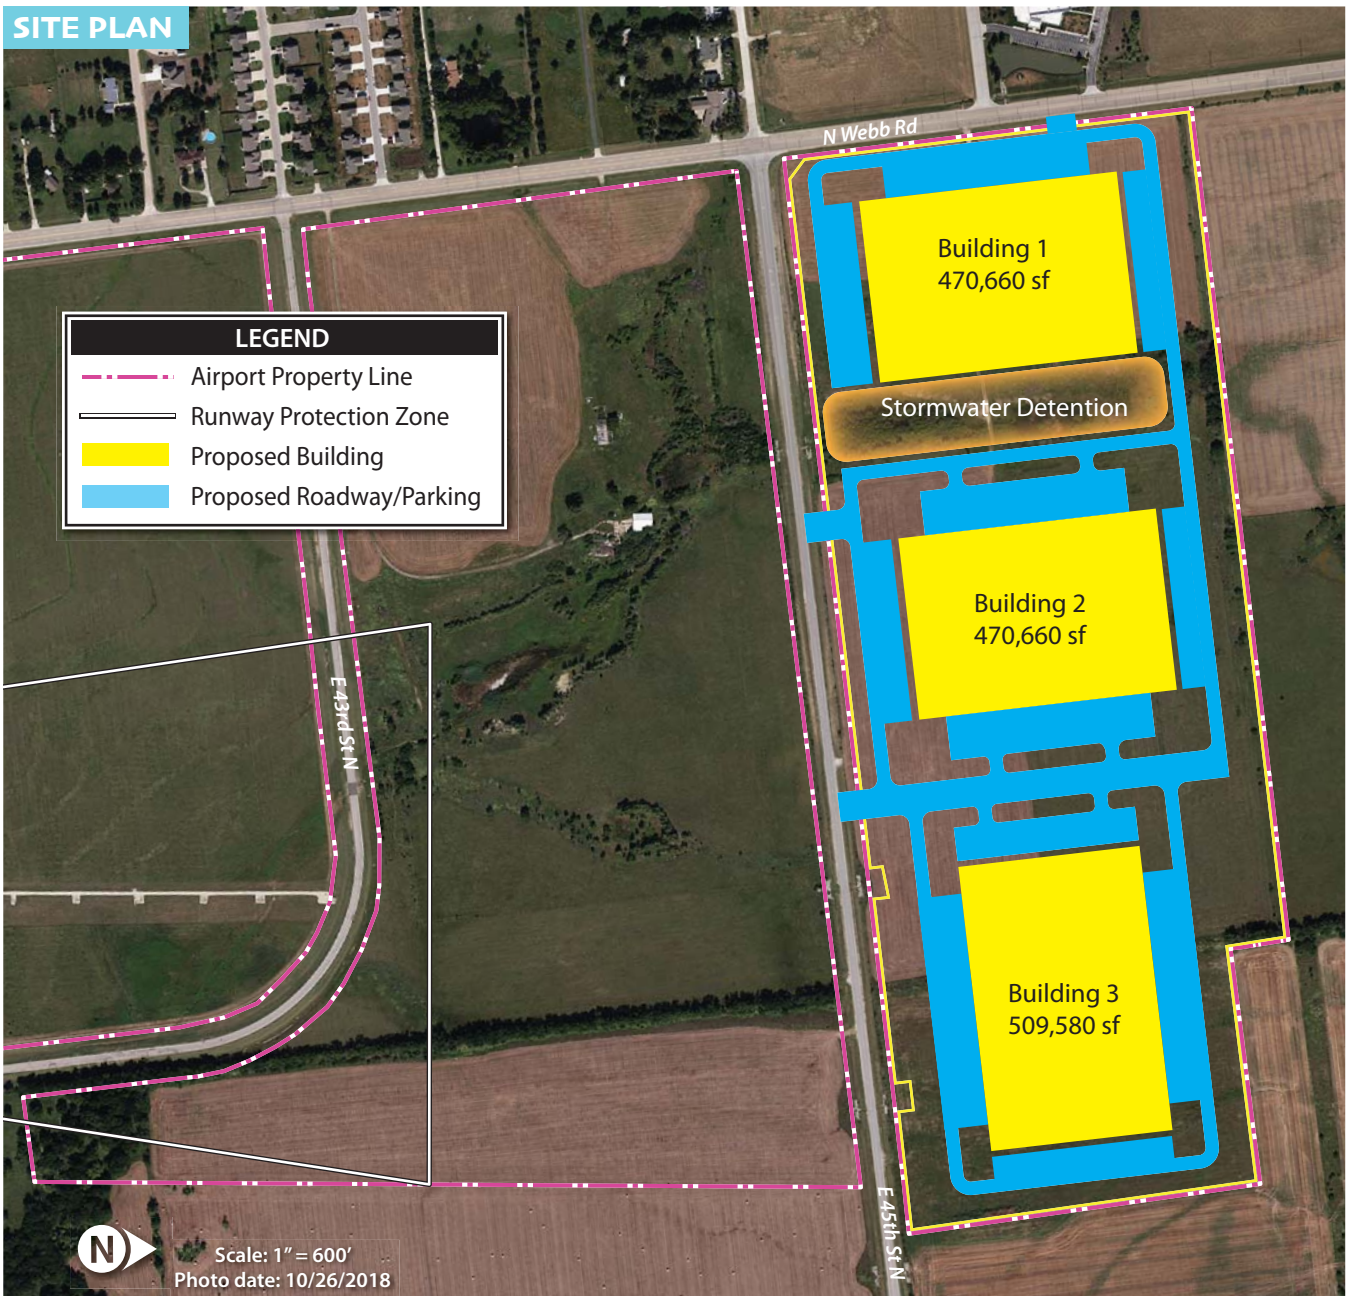 SITE PLAN
N Webb Rd
Building 1
470,660 sf
LEGEND
Airport Property Line
Runway Protection Zone
Proposed Building
Proposed Roadway/Parking
Stormwater Detention
Building 2
470,660 sf
E 43rd St N
Building 3
509,580 sf
E 45th St N
N
Scale: 1" = 600'
Photo date: 10/26/2018